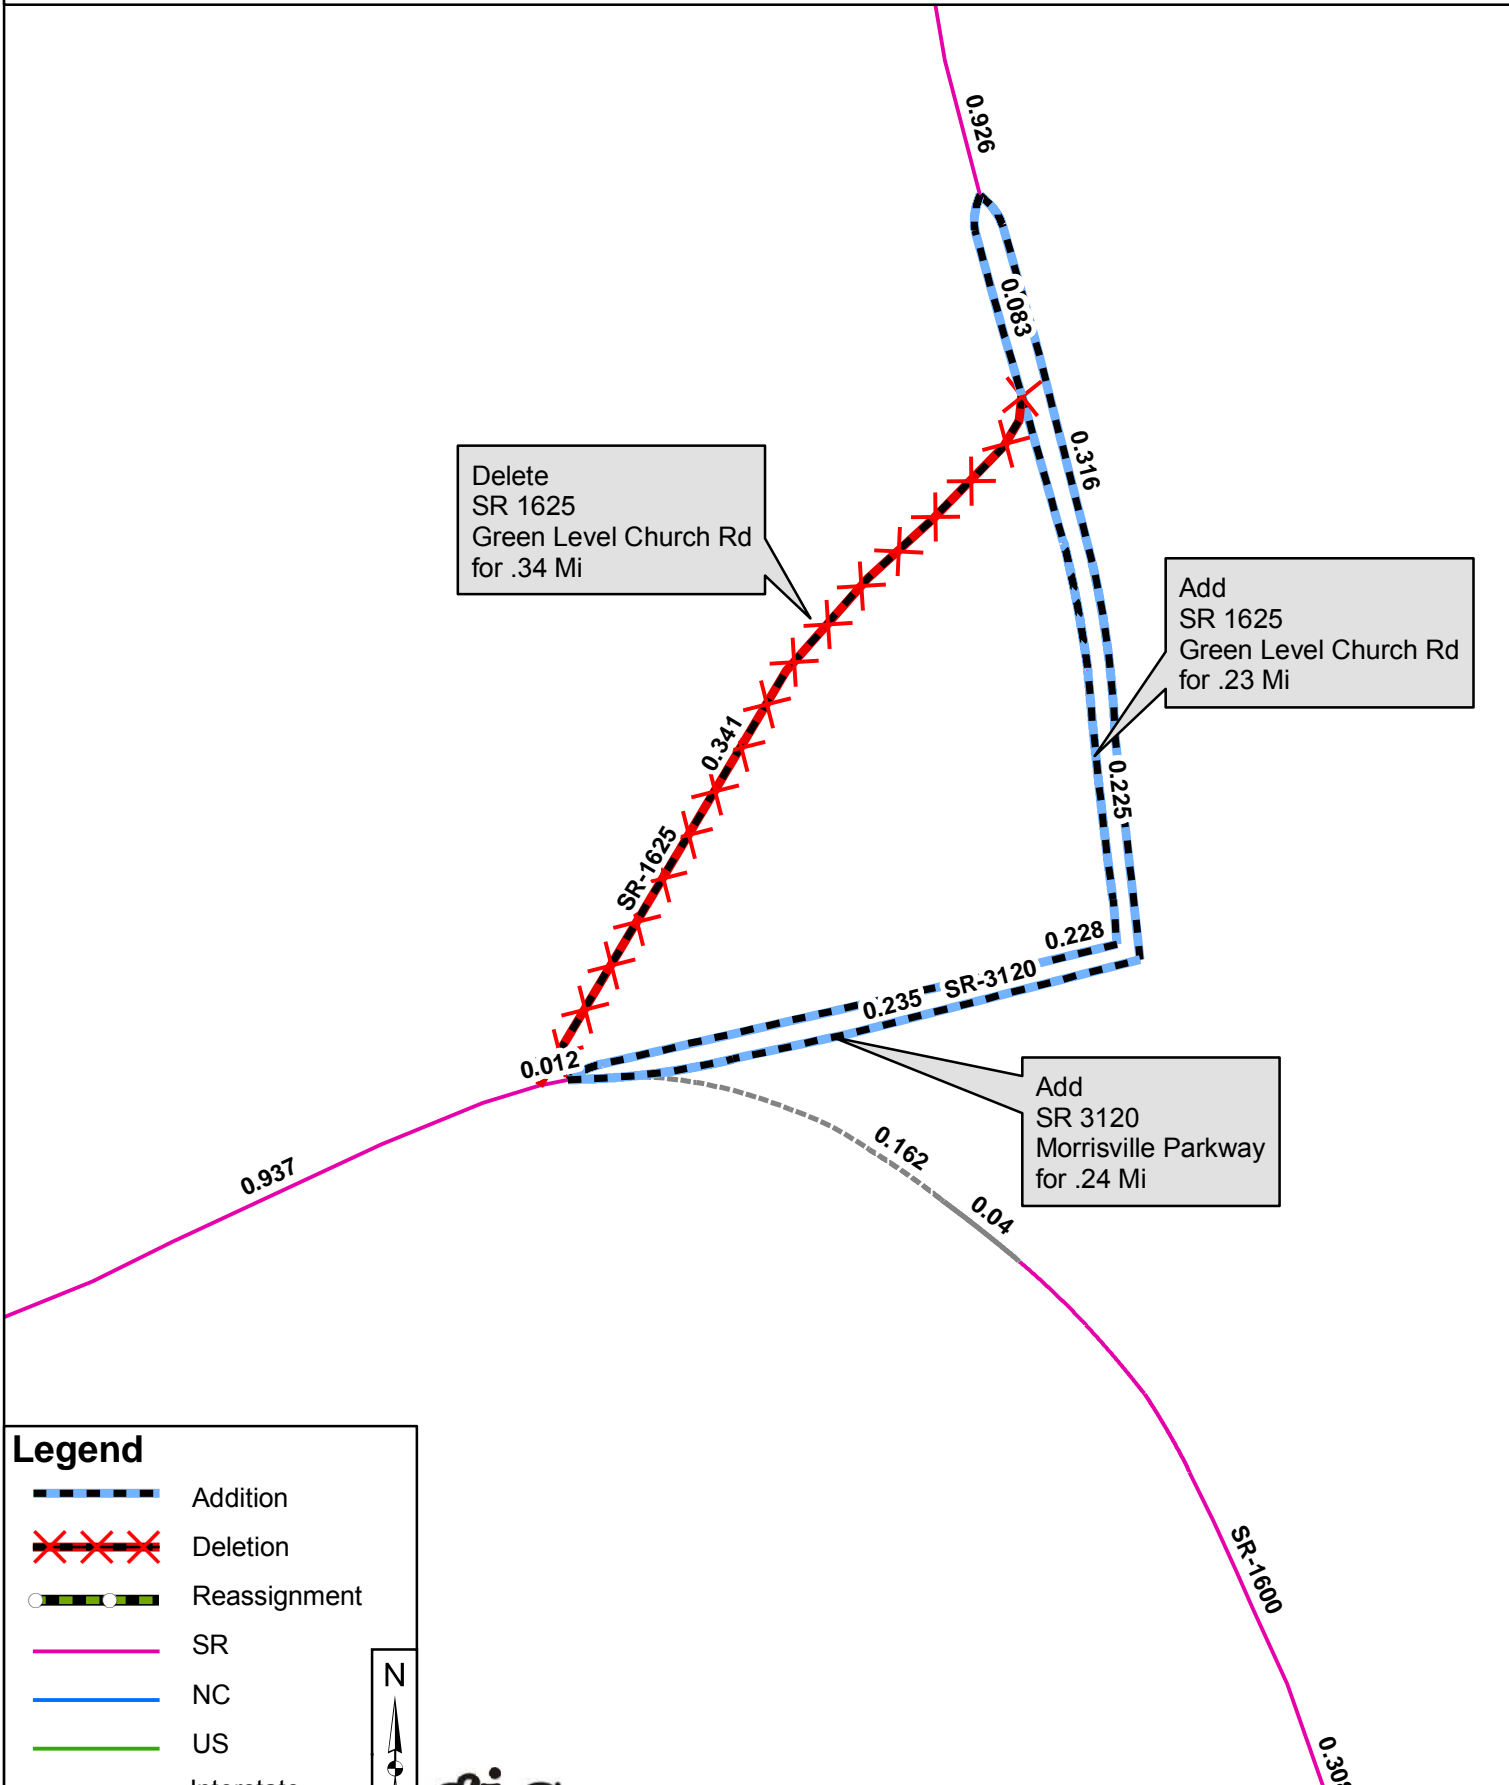 0.926
0.083
0.316
Delete
SR 1625
Green Level Church Rd
for .34 Mi
Add
SR 1625
Green Level Church Rd
for .23 Mi
0.341
0.225
SR-1625
0.228
SR-3120
0.235
0.012
Add
SR 3120
Morrisville Parkway
for .24 Mi
0.162
0.937
0.04
Legend
Addition
Deletion
Reassignment
SR
NC
US
Interstate
N
SR-1600